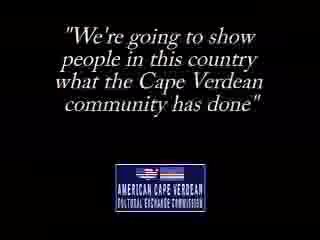 "We're going to show
people in this country
what the Cape Verdean
community has done"
AMERICAN CAPE VERDEAN
CULTURAL EXCHANGE COMMISSION